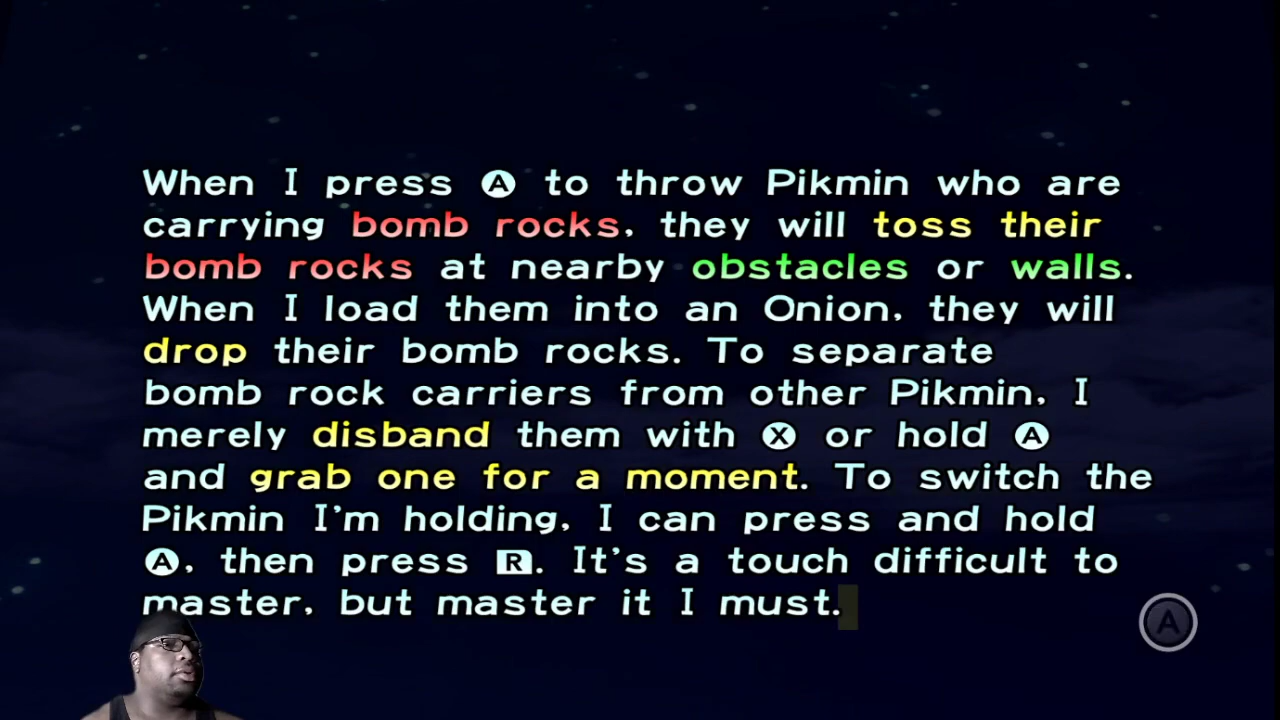 When I press A to throw Pikmin who are
carrying bomb rocks, they will toss their
bomb rocks at nearby obstacles or walls.
When I load them into an Onion, they will
drop their bomb rocks. To separate
bomb rock carriers from other Pikmin, I
merely disband them with X or hold A
and grab one for a moment. To switch the
Pikmin I'm holding, I can press and hold
A, then press R. It's a touch difficult to
master, but master it I must.
A